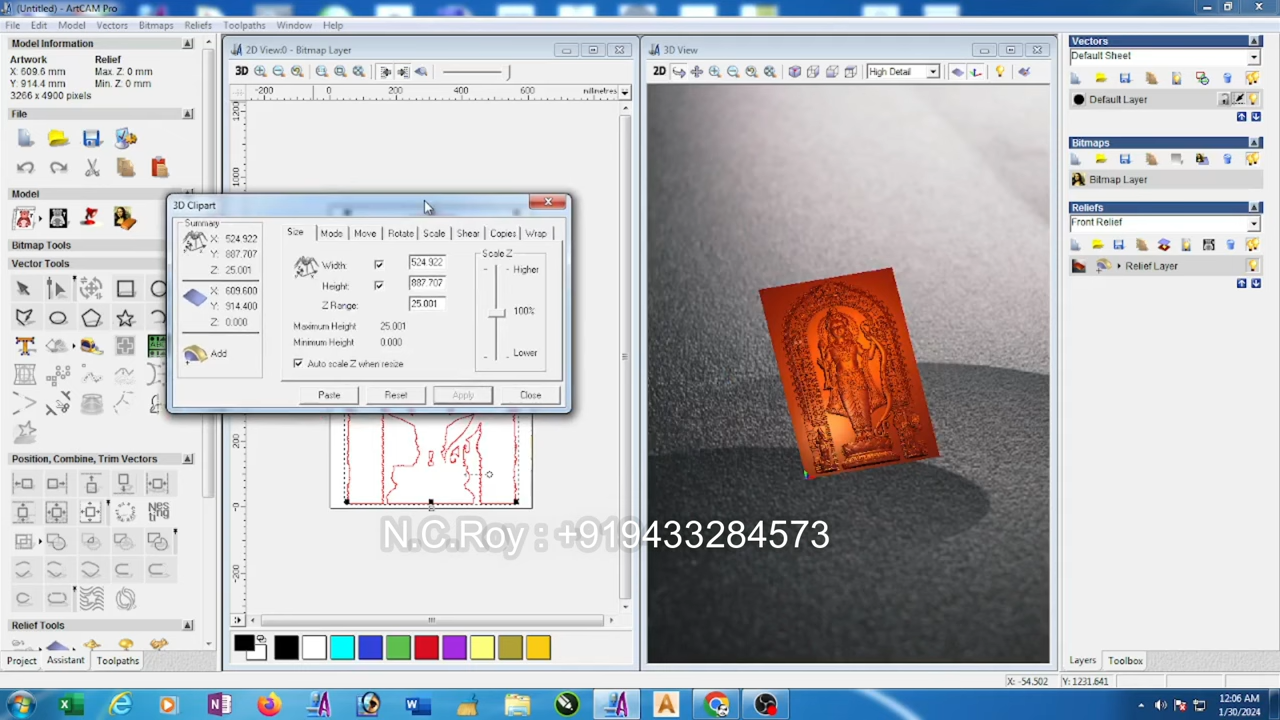 (Untitled) - ArtCAM Pro
File Edit Model Vectors Bitmaps Reliefs Toolpaths Window Help
Model Information
Artwork Relief
X: 609.6 mm Max. Z: 0 mm
Y: 914.4 mm Min. Z: 0 mm
3266 x 4900 pixels
File
Model
Bitmap Tools
Vector Tools
Position, Combine, Trim Vectors
Relief Tools
Project Assistant Toolpaths
2D View:0 - Bitmap Layer
3D
-200 0 200 400 600 millimetres
1200
1000
200
0
-200
3D Clipart
Summary
X: 524.922
Y: 887.707
Z: 25.001
X: 609.600
Y: 914.400
Z: 0.000
Add
Size Mode Move Rotate Scale Shear Copies Wrap
Width: 524.922
Height: 887.707
Z Range: 25.001
Maximum Height 25.001
Minimum Height 0.000
Auto scale Z when resize
Scale Z
Higher
100%
Lower
Paste Reset Apply Close
3D View
2D High Detail
N.C.Roy : +919433284573
Vectors
Default Sheet
Default Layer
Bitmaps
Bitmap Layer
Reliefs
Front Relief
Relief Layer
Layers Toolbox
X: -54.502 Y: 1231.641
12:06 AM
1/30/2024